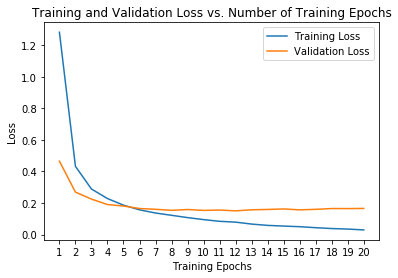 Training and Validation Loss vs. Number of Training Epochs
Training Loss
Validation Loss
Loss
1.2
1.0
0.8
0.6
0.4
0.2
0.0
1 2 3 4 5 6 7 8 9 10 11 12 13 14 15 16 17 18 19 20
Training Epochs